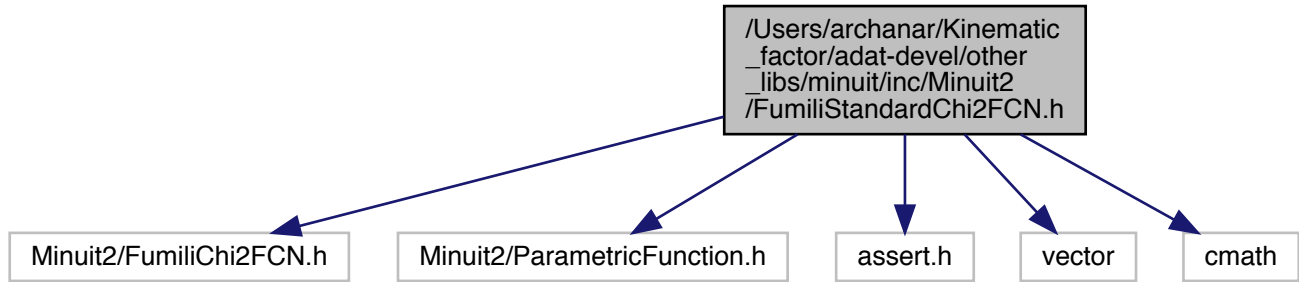 /Users/archanar/Kinematic
_factor/adat-devel/other
_libs/minuit/inc/Minuit2
/FumiliStandardChi2FCN.h
Minuit2/FumiliChi2FCN.h
Minuit2/ParametricFunction.h
assert.h
vector
cmath